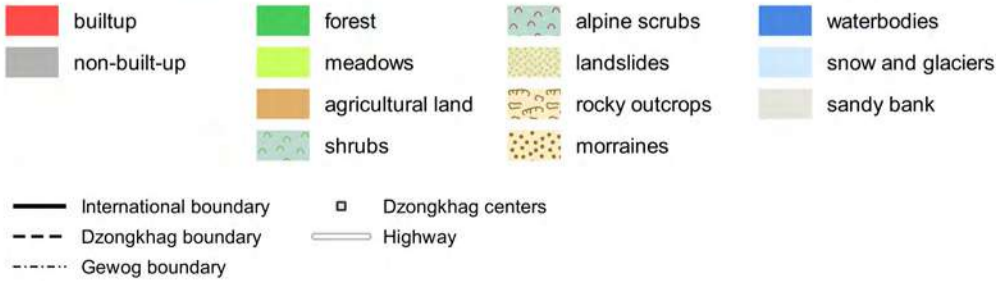 builtup forest alpine scrubs waterbodies
non-built-up meadows landslides snow and glaciers
agricultural land rocky outcrops sandy bank
shrubs morraines
International boundary Dzongkhag centers
Dzongkhag boundary Highway
Gewog boundary